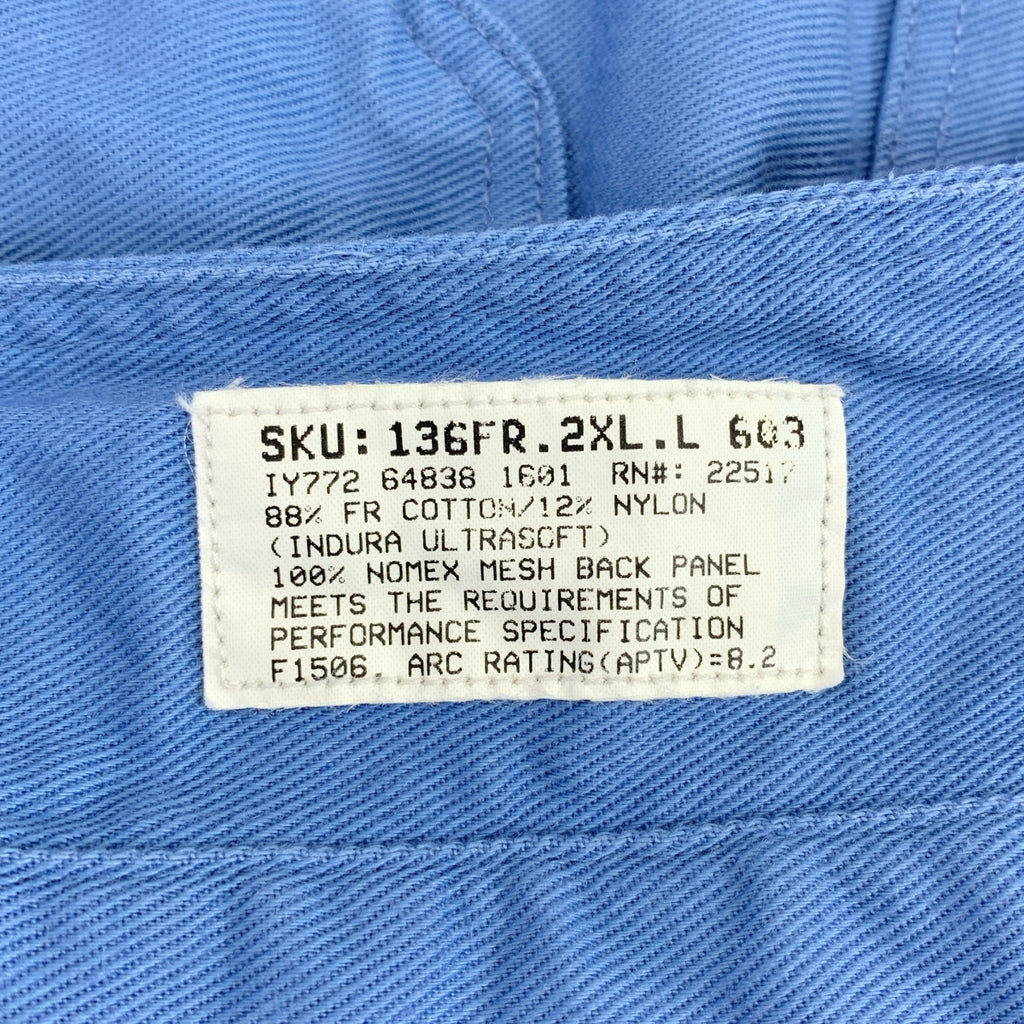 SKU: 136FR.2XL.L 603
IY772 64838 1601 RN#: 22517
88% FR COTTON/12% NYLON
(INDURA ULTRASOFT)
100% NOMEX MESH BACK PANEL
MEETS THE REQUIREMENTS OF
PERFORMANCE SPECIFICATION
F1506. ARC RATING(APTV)=8.2